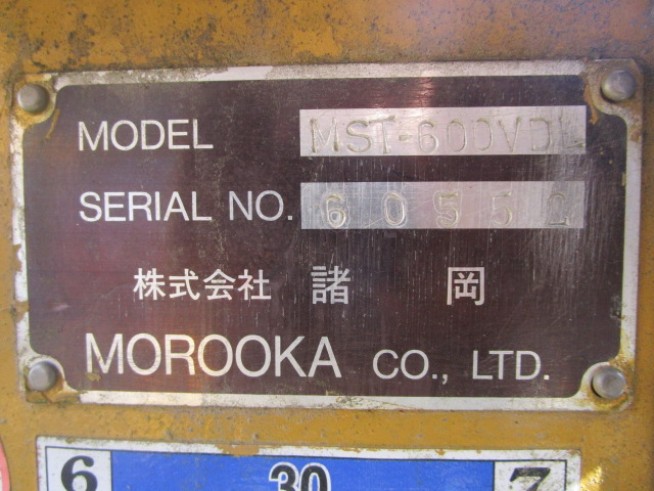 MODEL MST-600VDL
SERIAL NO. 60552
株式会社 諸岡
MOROOKA CO., LTD.
6 30 7